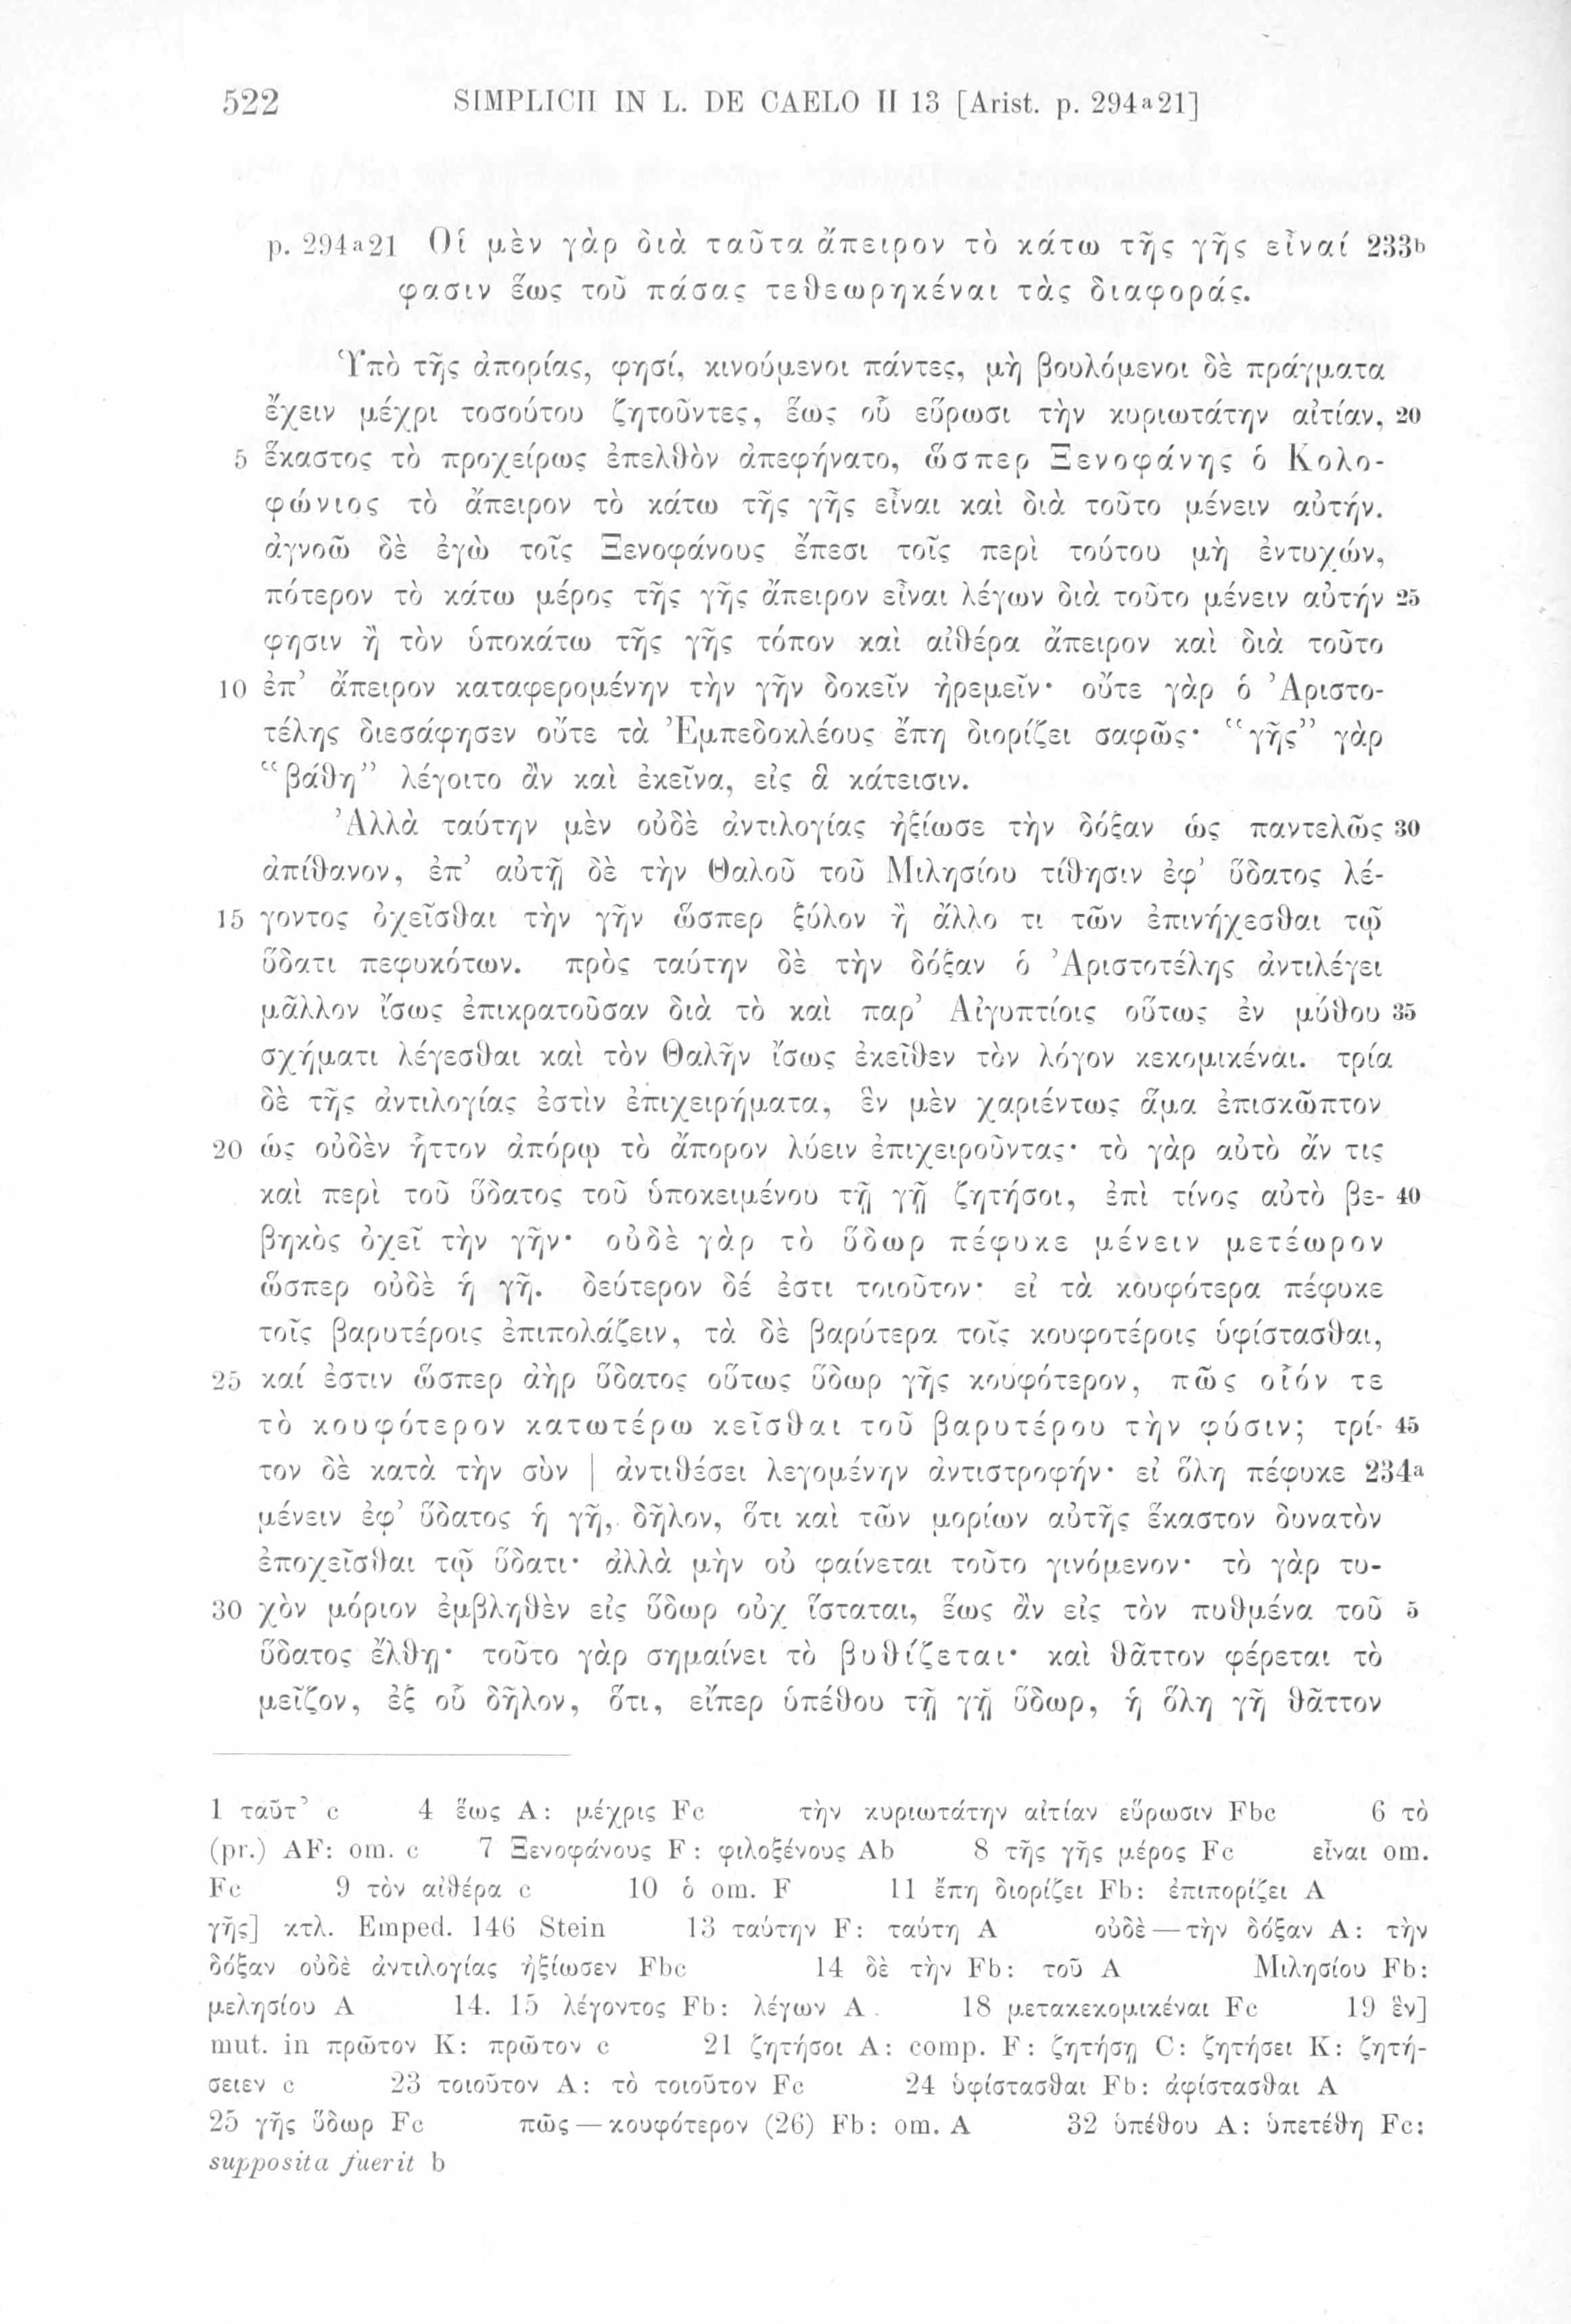 522 SIMPLICII IN L. DE CAELO II 13 [Arist. p. 294a21]
p. 294a21 Οἱ μὲν γὰρ διὰ ταῦτα ἄπειρον τὸ κάτω τῆς γῆς εἶναί 233b
φασιν ἕως τοῦ πάσας τεθεωρηκέναι τὰς διαφοράς.
Ὑπὸ τῆς ἀπορίας, φησί, κινούμενοι πάντες, μὴ βουλόμενοι δὲ πράγματα
ἔχειν μέχρι τοσούτου ζητοῦντες, ἕως οὗ εὕρωσι τὴν κυριωτάτην αἰτίαν, 20
5 ἕκαστος τὸ προχείρως ἐπελθὸν ἀπεφήνατο, ὥσπερ Ξενοφάνης ὁ Κολο-
φώνιος τὸ ἄπειρον τὸ κάτω τῆς γῆς εἶναι καὶ διὰ τοῦτο μένειν αὐτήν.
ἀγνοῶ δὲ ἐγὼ τοῖς Ξενοφάνους ἔπεσι τοῖς περὶ τούτου μὴ ἐντυχών,
πότερον τὸ κάτω μέρος τῆς γῆς ἄπειρον εἶναι λέγων διὰ τοῦτο μένειν αὐτήν 25
φησιν ἢ τὸν ὑποκάτω τῆς γῆς τόπον καὶ αἰθέρα ἄπειρον καὶ διὰ τοῦτο
10 ἐπ’ ἄπειρον καταφερομένην τὴν γῆν δοκεῖν ἠρεμεῖν· οὔτε γὰρ ὁ Ἀριστο-
τέλης διεσάφησεν οὔτε τὰ Ἐμπεδοκλέους ἔπη διορίζει σαφῶς· “γῆς” γὰρ
“βάθη” λέγοιτο ἂν καὶ ἐκεῖνα, εἰς ἃ κάτεισιν.
Ἀλλὰ ταύτην μὲν οὐδὲ ἀντιλογίας ἠξίωσε τὴν δόξαν ὡς παντελῶς 30
ἀπίθανον, ἐπ’ αὐτῇ δὲ τὴν Θαλοῦ τοῦ Μιλησίου τίθησιν ἐφ’ ὕδατος λέ-
15 γοντος ὀχεῖσθαι τὴν γῆν ὥσπερ ξύλον ἢ ἄλλο τι τῶν ἐπινήχεσθαι τῷ
ὕδατι πεφυκότων. πρὸς ταύτην δὲ τὴν δόξαν ὁ Ἀριστοτέλης ἀντιλέγει
μᾶλλον ἴσως ἐπικρατοῦσαν διὰ τὸ καὶ παρ’ Αἰγυπτίοις οὕτως ἐν μύθου 35
σχήματι λέγεσθαι καὶ τὸν Θαλῆν ἴσως ἐκεῖθεν τὸν λόγον κεκομικέναι. τρία
δὲ τῆς ἀντιλογίας ἐστὶν ἐπιχειρήματα, ἓν μὲν χαριέντως ἅμα ἐπισκῶπτον
20 ὡς οὐδὲν ἧττον ἀπόρῳ τὸ ἄπορον λύειν ἐπιχειροῦντας· τὸ γὰρ αὐτὸ ἄν τις
καὶ περὶ τοῦ ὕδατος τοῦ ὑποκειμένου τῇ γῇ ζητήσοι, ἐπὶ τίνος αὐτὸ βε- 40
βηκὸς ὀχεῖ τὴν γῆν· οὐδὲ γὰρ τὸ ὕδωρ πέφυκε μένειν μετέωρον
ὥσπερ οὐδὲ ἡ γῆ. δεύτερον δέ ἐστι τοιοῦτον· εἰ τὰ κουφότερα πέφυκε
τοῖς βαρυτέροις ἐπιπολάζειν, τὰ δὲ βαρύτερα τοῖς κουφοτέροις ὑφίστασθαι,
25 καί ἐστιν ὥσπερ ἀὴρ ὕδατος οὕτως ὕδωρ γῆς κουφότερον, πῶς οἷόν τε
τὸ κουφότερον κατωτέρω κεῖσθαι τοῦ βαρυτέρου τὴν φύσιν; τρί- 45
τον δὲ κατὰ τὴν σὺν | ἀντιθέσει λεγομένην ἀντιστροφήν· εἰ ὅλη πέφυκε 234a
μένειν ἐφ’ ὕδατος ἡ γῆ, δῆλον, ὅτι καὶ τῶν μορίων αὐτῆς ἕκαστον δυνατὸν
ἐποχεῖσθαι τῷ ὕδατι· ἀλλὰ μὴν οὐ φαίνεται τοῦτο γινόμενον· τὸ γὰρ τυ-
30 χὸν μόριον ἐμβληθὲν εἰς ὕδωρ οὐχ ἵσταται, ἕως ἂν εἰς τὸν πυθμένα τοῦ 5
ὕδατος ἔλθῃ· τοῦτο γὰρ σημαίνει τὸ βυθίζεται· καὶ θᾶττον φέρεται τὸ
μεῖζον, ἐξ οὗ δῆλον, ὅτι, εἴπερ ὑπέθου τῇ γῇ ὕδωρ, ἡ ὅλη γῆ θᾶττον
1 ταῦτ’ c 4 ἕως A: μέχρις Fc τὴν κυριωτάτην αἰτίαν εὕρωσιν Fbc 6 τὸ
(pr.) AF: om. c 7 Ξενοφάνους F: φιλοξένους Ab 8 τῆς γῆς μέρος Fc εἶναι om.
Fc 9 τὸν αἰθέρα c 10 ὁ om. F 11 ἔπη διορίζει Fb: ἐπιπορίζει A
γῆς] κτλ. Emped. 146 Stein 13 ταύτην F: ταύτη A οὐδὲ — τὴν δόξαν A: τὴν
δόξαν οὐδὲ ἀντιλογίας ἠξίωσεν Fbc 14 δὲ τὴν Fb: τοῦ A Μιλησίου Fb:
μελησίου A 14. 15 λέγοντος Fb: λέγων A 18 μετακεκομικέναι Fc 19 ἓν]
mut. in πρῶτον K: πρῶτον c 21 ζητήσοι A: comp. F: ζητήσῃ C: ζητήσει K: ζητή-
σειεν c 23 τοιοῦτον A: τὸ τοιοῦτον Fc 24 ὑφίστασθαι Fb: ἀφίστασθαι A
25 γῆς ὕδωρ Fc πῶς — κουφότερον (26) Fb: om. A 32 ὑπέθου A: ὑπετέθη Fc:
supposita fuerit b